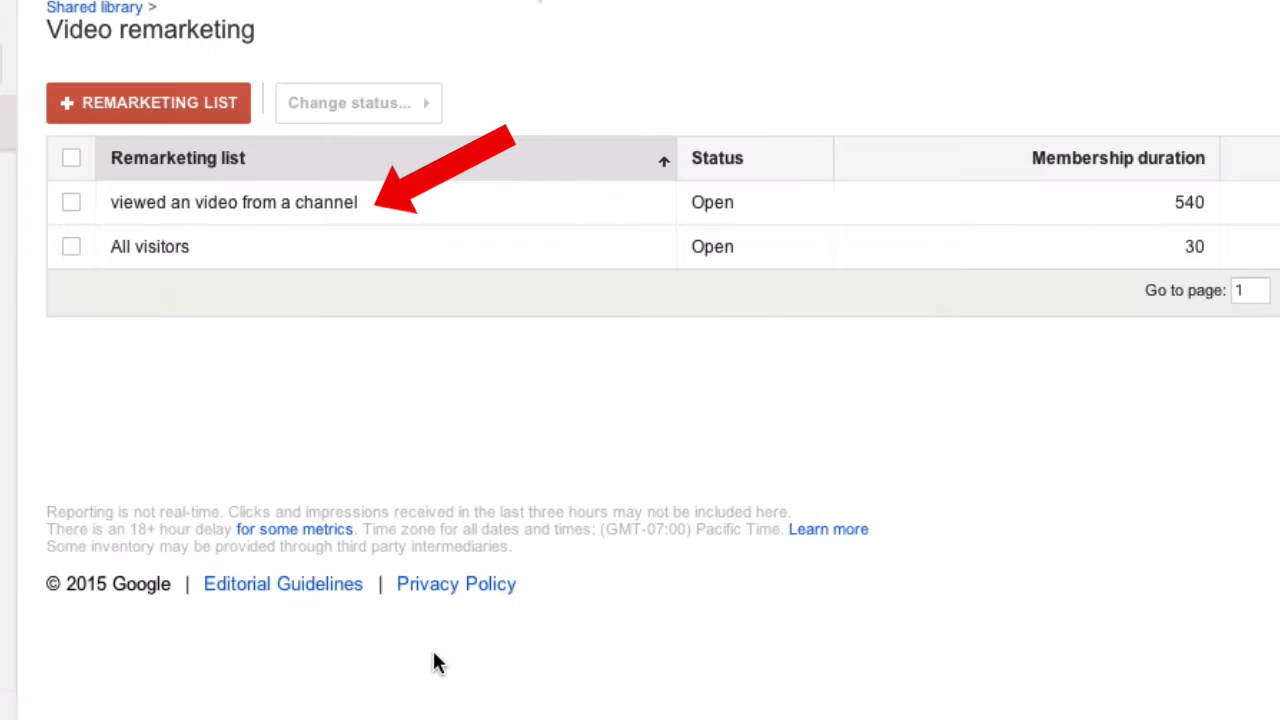 Shared library >
Video remarketing
+ REMARKETING LIST
Change status...
Remarketing list Status Membership duration
viewed an video from a channel Open 540
All visitors Open 30
Go to page: 1
Reporting is not real-time. Clicks and impressions received in the last three hours may not be included here.
There is an 18+ hour delay for some metrics. Time zone for all dates and times: (GMT-07:00) Pacific Time. Learn more
Some inventory may be provided through third party intermediaries.
© 2015 Google | Editorial Guidelines | Privacy Policy